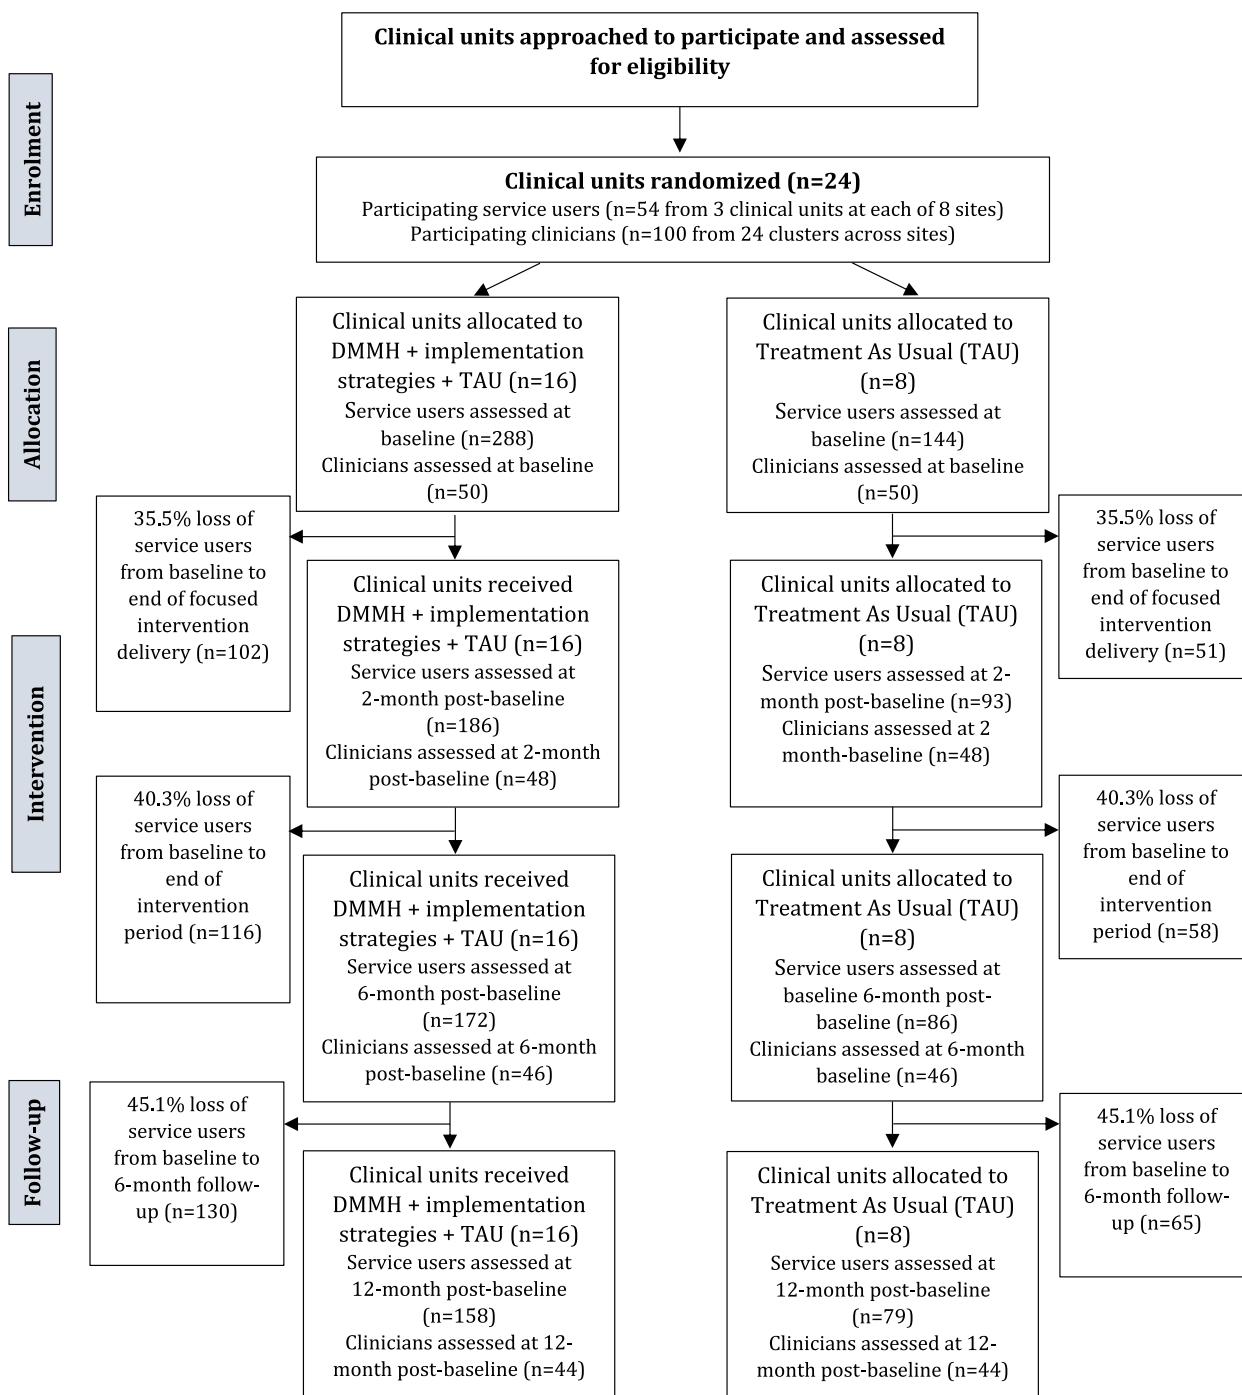 Clinical units approached to participate and assessed
for eligibility
Enrolment
Clinical units randomized (n=24)
Participating service users (n=54 from 3 clinical units at each of 8 sites)
Participating clinicians (n=100 from 24 clusters across sites)
Allocation
Clinical units allocated to
DMMH + implementation
strategies + TAU (n=16)
Service users assessed at
baseline (n=288)
Clinicians assessed at baseline
(n=50)
Clinical units allocated to
Treatment As Usual (TAU)
(n=8)
Service users assessed at
baseline (n=144)
Clinicians assessed at baseline
(n=50)
35.5% loss of
service users
from baseline to
end of focused
intervention
delivery (n=102)
35.5% loss of
service users
from baseline to
end of focused
intervention
delivery (n=51)
Intervention
Clinical units received
DMMH + implementation
strategies + TAU (n=16)
Service users assessed at
2-month post-baseline
(n=186)
Clinicians assessed at 2-month
post-baseline (n=48)
Clinical units allocated to
Treatment As Usual (TAU)
(n=8)
Service users assessed at 2-
month post-baseline (n=93)
Clinicians assessed at 2
month-baseline (n=48)
40.3% loss of
service users
from baseline to
end of
intervention
period (n=116)
40.3% loss of
service users
from baseline to
end of
intervention
period (n=58)
Clinical units received
DMMH + implementation
strategies + TAU (n=16)
Service users assessed at
6-month post-baseline
(n=172)
Clinicians assessed at 6-month
post-baseline (n=46)
Clinical units allocated to
Treatment As Usual (TAU)
(n=8)
Service users assessed at
baseline 6-month post-
baseline (n=86)
Clinicians assessed at 6-month
baseline (n=46)
Follow-up
45.1% loss of
service users
from baseline to
6-month follow-
up (n=130)
45.1% loss of
service users
from baseline to
6-month follow-
up (n=65)
Clinical units received
DMMH + implementation
strategies + TAU (n=16)
Service users assessed at
12-month post-baseline
(n=158)
Clinicians assessed at 12-
month post-baseline (n=44)
Clinical units allocated to
Treatment As Usual (TAU)
(n=8)
Service users assessed at
12-month post-baseline
(n=79)
Clinicians assessed at 12-
month post-baseline (n=44)